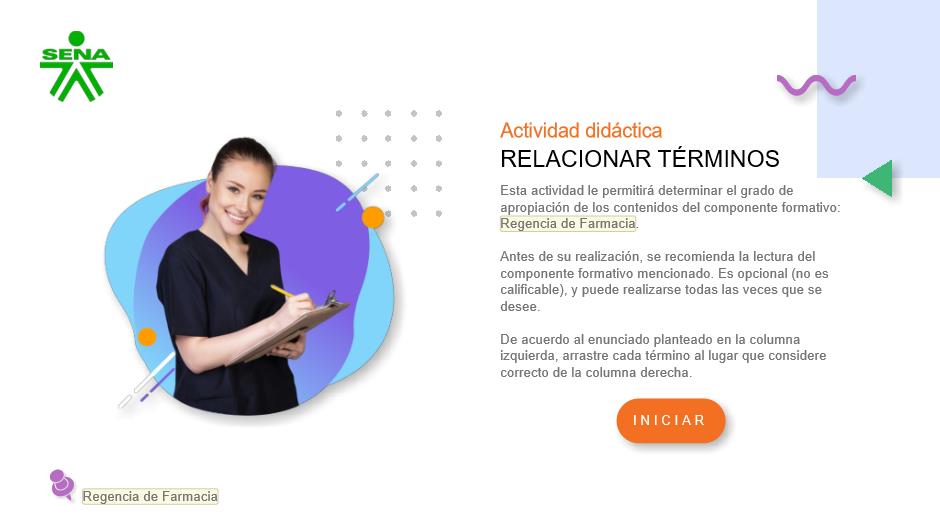 SENA
Actividad didáctica
RELACIONAR TÉRMINOS
Esta actividad le permitirá determinar el grado de
apropiación de los contenidos del componente formativo:
Regencia de Farmacia.
Antes de su realización, se recomienda la lectura del
componente formativo mencionado. Es opcional (no es
calificable), y puede realizarse todas las veces que se
desee.
De acuerdo al enunciado planteado en la columna
izquierda, arrastre cada término al lugar que considere
correcto de la columna derecha.
INICIAR
Regencia de Farmacia